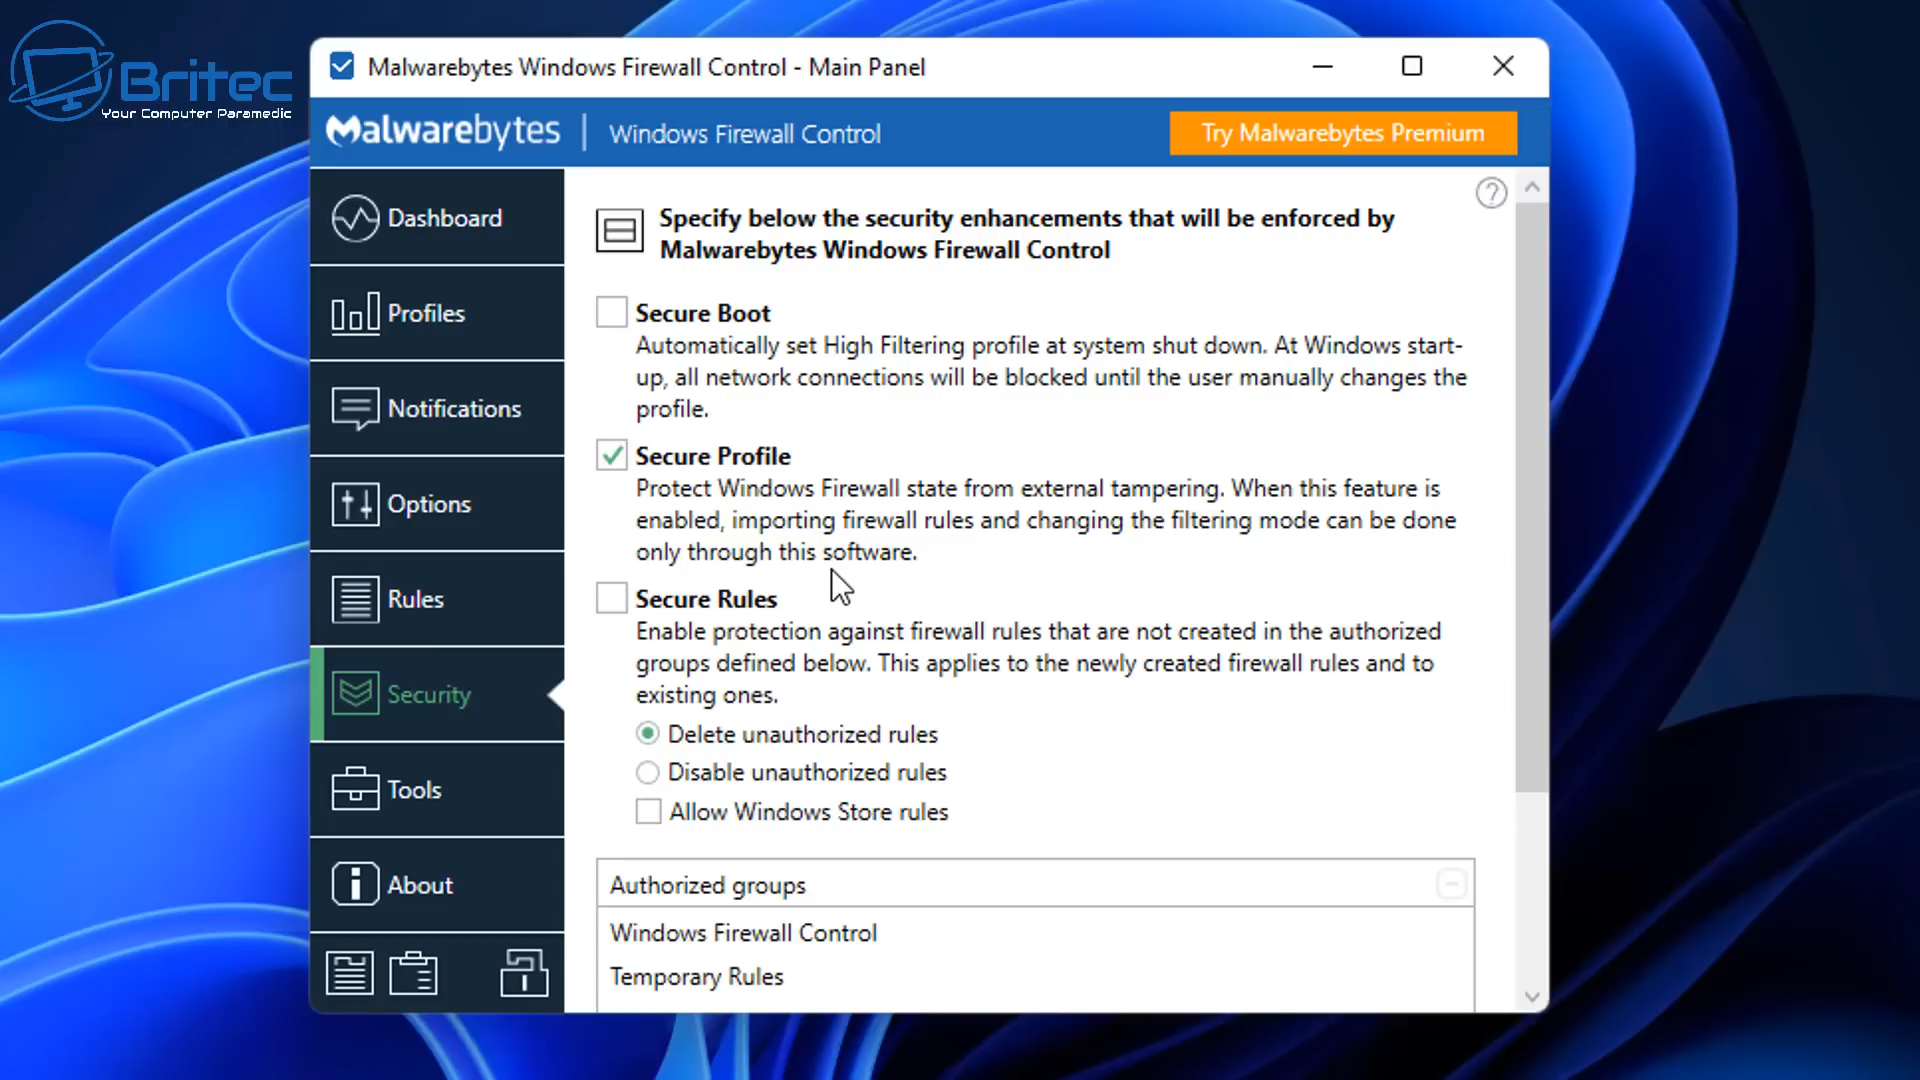 Britec
Your Computer Paramedic
Malwarebytes Windows Firewall Control - Main Panel
Malwarebytes | Windows Firewall Control
Try Malwarebytes Premium
Dashboard
Profiles
Notifications
Options
Rules
Security
Tools
About
Specify below the security enhancements that will be enforced by
Malwarebytes Windows Firewall Control
Secure Boot
Automatically set High Filtering profile at system shut down. At Windows start-
up, all network connections will be blocked until the user manually changes the
profile.
Secure Profile
Protect Windows Firewall state from external tampering. When this feature is
enabled, importing firewall rules and changing the filtering mode can be done
only through this software.
Secure Rules
Enable protection against firewall rules that are not created in the authorized
groups defined below. This applies to the newly created firewall rules and to
existing ones.
Delete unauthorized rules
Disable unauthorized rules
Allow Windows Store rules
Authorized groups
Windows Firewall Control
Temporary Rules